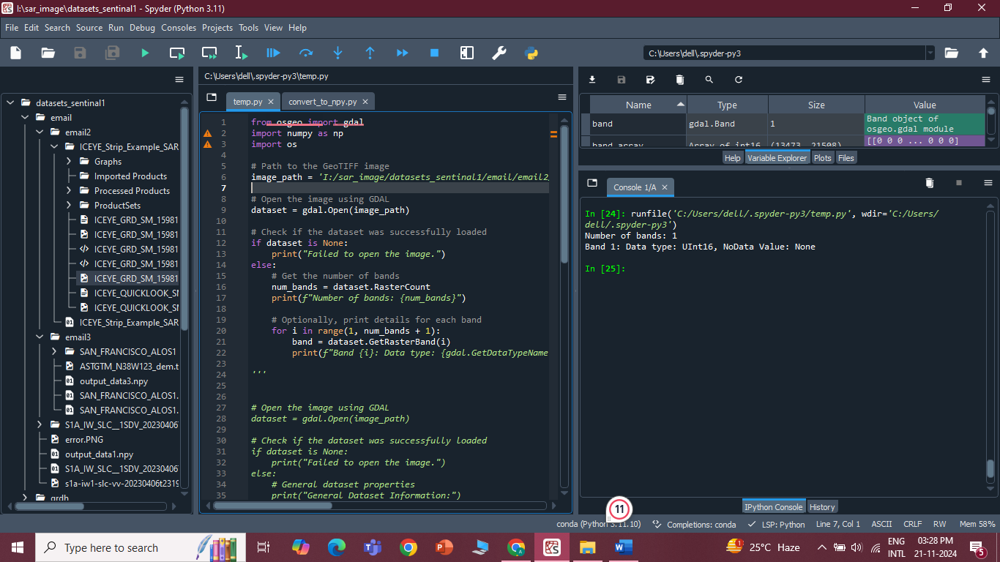 I:\sar_image\datasets_sentinal1 - Spyder (Python 3.11)
File Edit Search Source Run Debug Consoles Projects Tools View Help
C:\Users\dell\.spyder-py3
datasets_sentinal1
email
email2
ICEYE_Strip_Example_SAR
Graphs
Imported Products
Processed Products
ProductSets
ICEYE_GRD_SM_15981
ICEYE_GRD_SM_15981
ICEYE_GRD_SM_15981
ICEYE_GRD_SM_15981
ICEYE_GRD_SM_15981
ICEYE_QUICKLOOK_SM
ICEYE_QUICKLOOK_SM
ICEYE_Strip_Example_SAR
email3
SAN_FRANCISCO_ALOS1
ASTGTM_N38W123_dem.t
output_data3.npy
SAN_FRANCISCO_ALOS1.
SAN_FRANCISCO_ALOS1.
S1A_IW_SLC__1SDV_20230406
error.PNG
output_data1.npy
S1A_IW_SLC__1SDV_20230406
s1a-iw1-slc-vv-20230406t2319
grdh
C:\Users\dell\.spyder-py3\temp.py
temp.py
convert_to_npy.py
1 from osgeo import gdal
2 import numpy as np
3 import os
4
5 # Path to the GeoTIFF image
6 image_path = 'I:/sar_image/datasets_sentinal1/email/email2/
7
8 # Open the image using GDAL
9 dataset = gdal.Open(image_path)
10
11 # Check if the dataset was successfully loaded
12 if dataset is None:
13 print("Failed to open the image.")
14 else:
15 # Get the number of bands
16 num_bands = dataset.RasterCount
17 print(f"Number of bands: {num_bands}")
18
19 # Optionally, print details for each band
20 for i in range(1, num_bands + 1):
21 band = dataset.GetRasterBand(i)
22 print(f"Band {i}: Data type: {gdal.GetDataTypeName
23
24 '''
25
26
27 # Open the image using GDAL
28 dataset = gdal.Open(image_path)
29
30 # Check if the dataset was successfully loaded
31 if dataset is None:
32 print("Failed to open the image.")
33 else:
34 # General dataset properties
35 print("General Dataset Information:")
Name Type Size Value
band gdal.Band 1 Band object of
osgeo.gdal module
band_array Array of int16 (13473, 21508) [[0 0 0 ... 0 0 0]
Help Variable Explorer Plots Files
Console 1/A
In [24]: runfile('C:/Users/dell/.spyder-py3/temp.py', wdir='C:/Users/
dell/.spyder-py3')
Number of bands: 1
Band 1: Data type: UInt16, NoData Value: None
In [25]:
IPython Console History
11
conda (Python 3.11.10) Completions: conda LSP: Python Line 7, Col 1 ASCII CRLF RW Mem 58%
Type here to search
25°C Haze
ENG
INTL
03:28 PM
21-11-2024
5